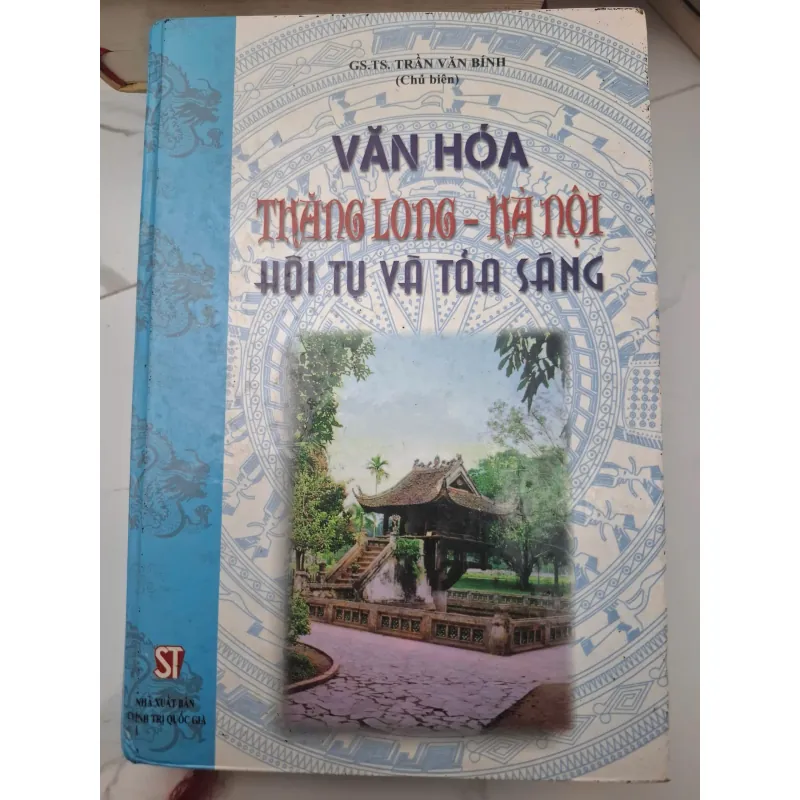 GS.TS. TRẦN VĂN BÍNH
(Chủ biên)
VĂN HÓA
THĂNG LONG - HÀ NỘI
HỘI TỤ VÀ TỎA SÁNG
ST
NHÀ XUẤT BẢN
CHÍNH TRỊ QUỐC GIA